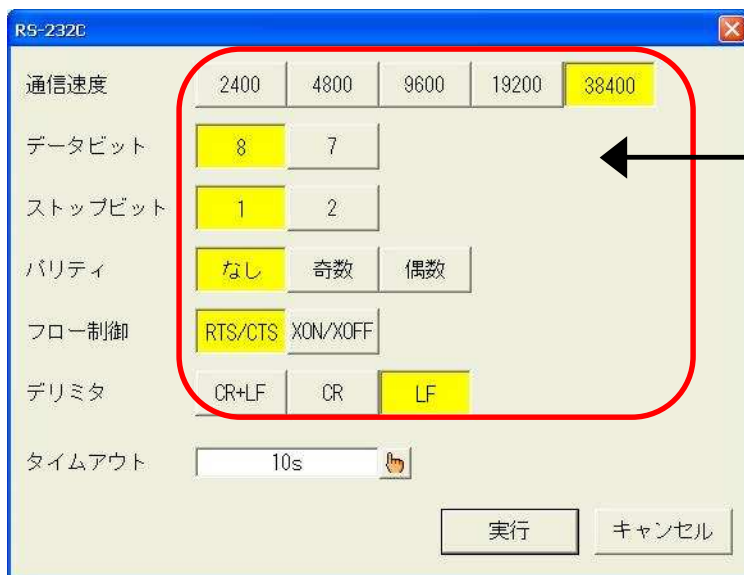 RS-232C
通信速度 2400 4800 9600 19200 38400
データビット 8 7
ストップビット 1 2
パリティ なし 奇数 偶数
フロー制御 RTS/CTS XON/XOFF
デリミタ CR+LF CR LF
タイムアウト 10s
実行 キャンセル